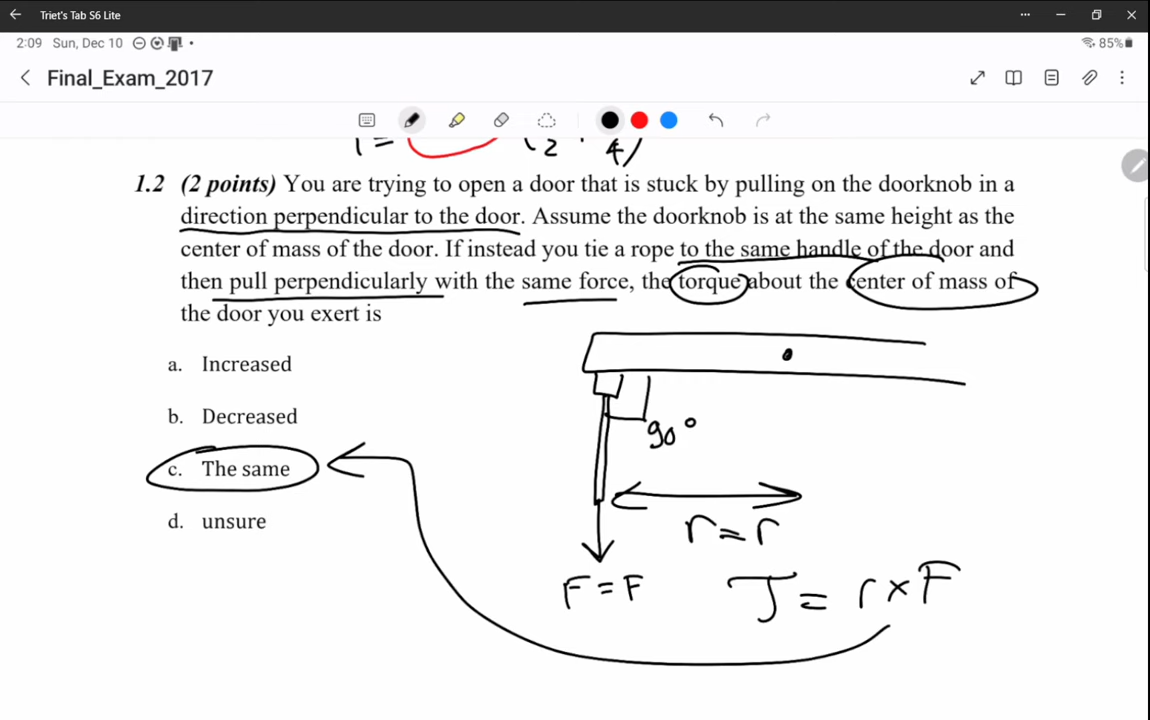 Triet's Tab S6 Lite
2:09 Sun, Dec 10 85%
Final_Exam_2017
1 = (2 · 4)
1.2 (2 points) You are trying to open a door that is stuck by pulling on the doorknob in a
direction perpendicular to the door. Assume the doorknob is at the same height as the
center of mass of the door. If instead you tie a rope to the same handle of the door and
then pull perpendicularly with the same force, the torque about the center of mass of
the door you exert is
a. Increased
b. Decreased
90°
c. The same
d. unsure
r = r
F = F
T = r x F